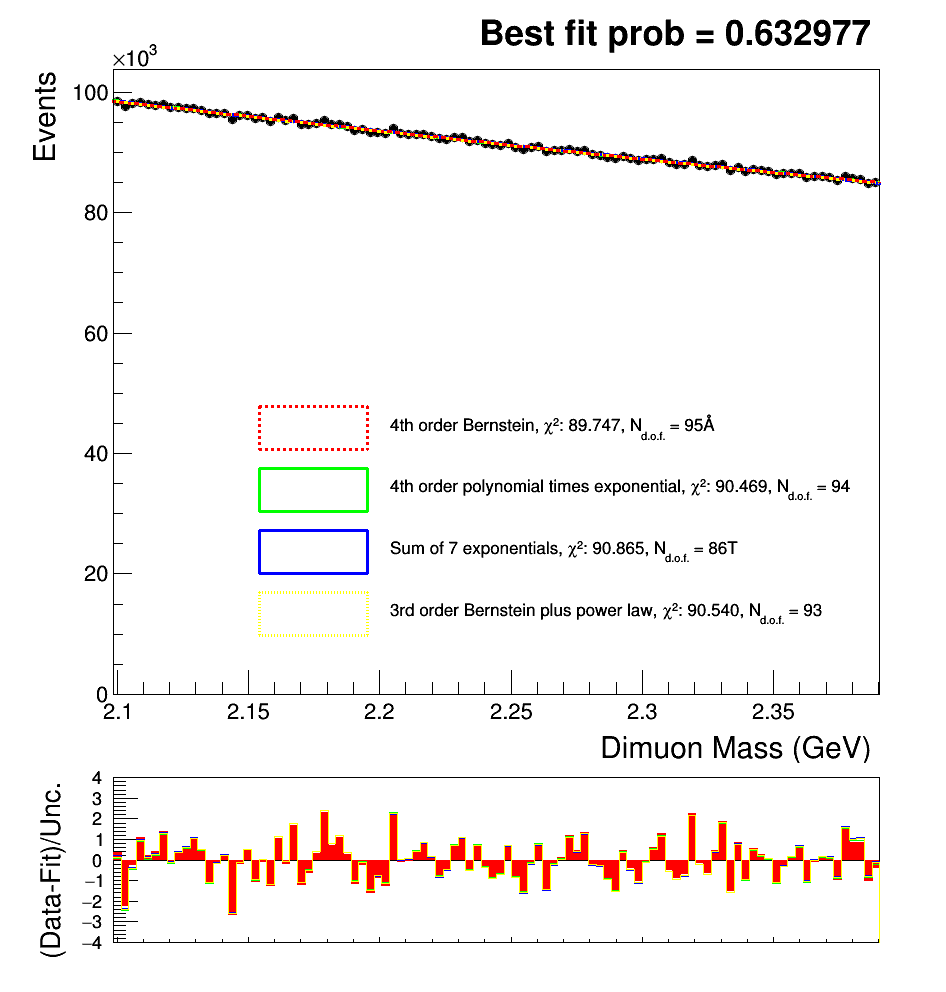 Best fit prob = 0.632977
×10³
Events
100
80
60
40
20
0
4th order Bernstein, χ²: 89.747, N_d.o.f. = 95Å
4th order polynomial times exponential, χ²: 90.469, N_d.o.f. = 94
Sum of 7 exponentials, χ²: 90.865, N_d.o.f. = 86T
3rd order Bernstein plus power law, χ²: 90.540, N_d.o.f. = 93
2.1 2.15 2.2 2.25 2.3 2.35
Dimuon Mass (GeV)
(Data-Fit)/Unc.
4
3
2
1
0
−1
−2
−3
−4